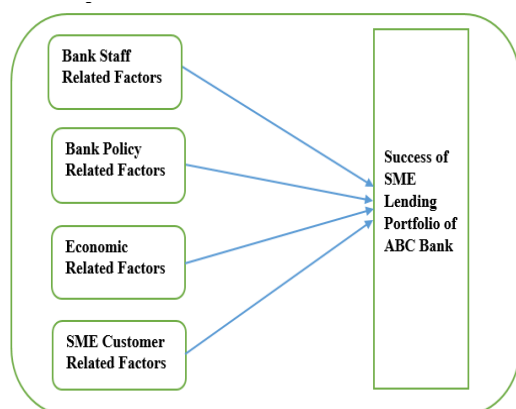 Bank Staff
Related Factors
Bank Policy
Related Factors
Economic
Related Factors
SME Customer
Related Factors
Success of
SME
Lending
Portfolio of
ABC Bank